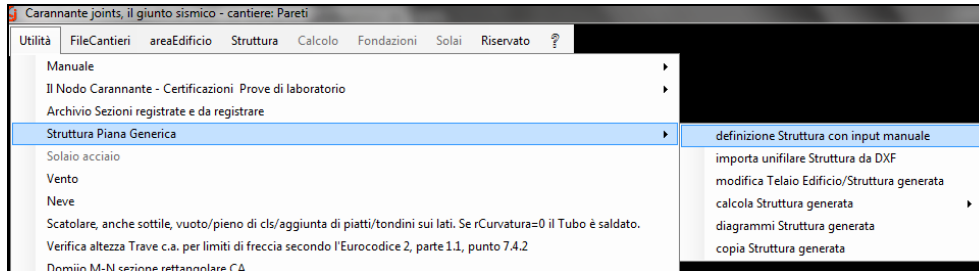 Carannante joints, il giunto sismico - cantiere: Pareti
Utilità FileCantieri areaEdificio Struttura Calcolo Fondazioni Solai Riservato ?
Manuale
Il Nodo Carannante - Certificazioni Prove di laboratorio
Archivio Sezioni registrate e da registrare
Struttura Piana Generica
definizione Struttura con input manuale
Solaio acciaio
importa unifilare Struttura da DXF
Vento
modifica Telaio Edificio/Struttura generata
Neve
calcola Struttura generata
Scatolare, anche sottile, vuoto/pieno di cls/aggiunta di piatti/tondini sui lati. Se rCurvatura=0 il Tubo è saldato.
diagrammi Struttura generata
Verifica altezza Trave c.a. per limiti di freccia secondo l'Eurocodice 2, parte 1.1, punto 7.4.2
copia Struttura generata
Domijo M-N sezione rettangolare CA